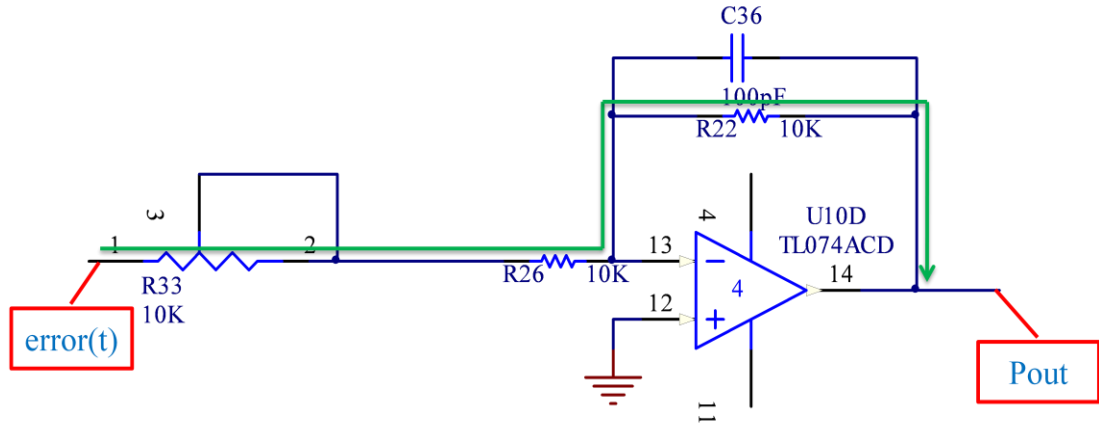 C36
100pF
R22 10K
3
4
U10D
TL074ACD
1 2
13
14
R26 10K
R33
10K
12
4
error(t)
Pout
11